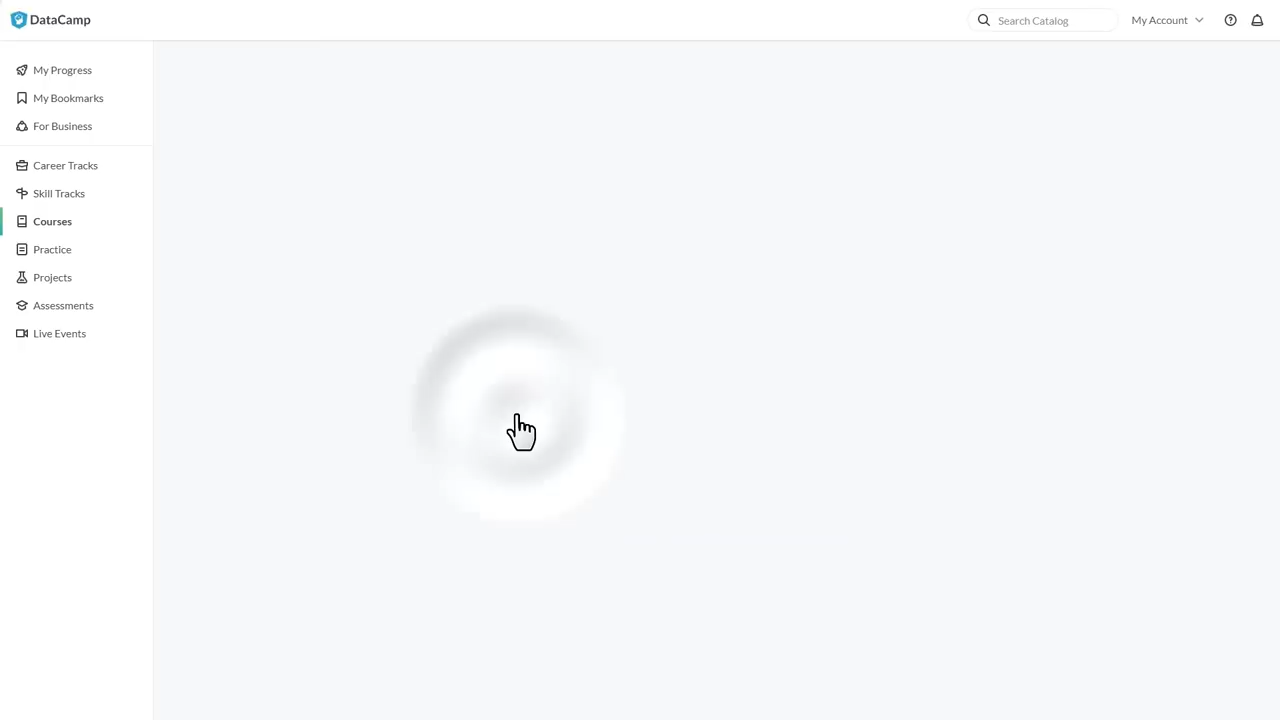 DataCamp
Search Catalog
My Account
My Progress
My Bookmarks
For Business
Career Tracks
Skill Tracks
Courses
Practice
Projects
Assessments
Live Events